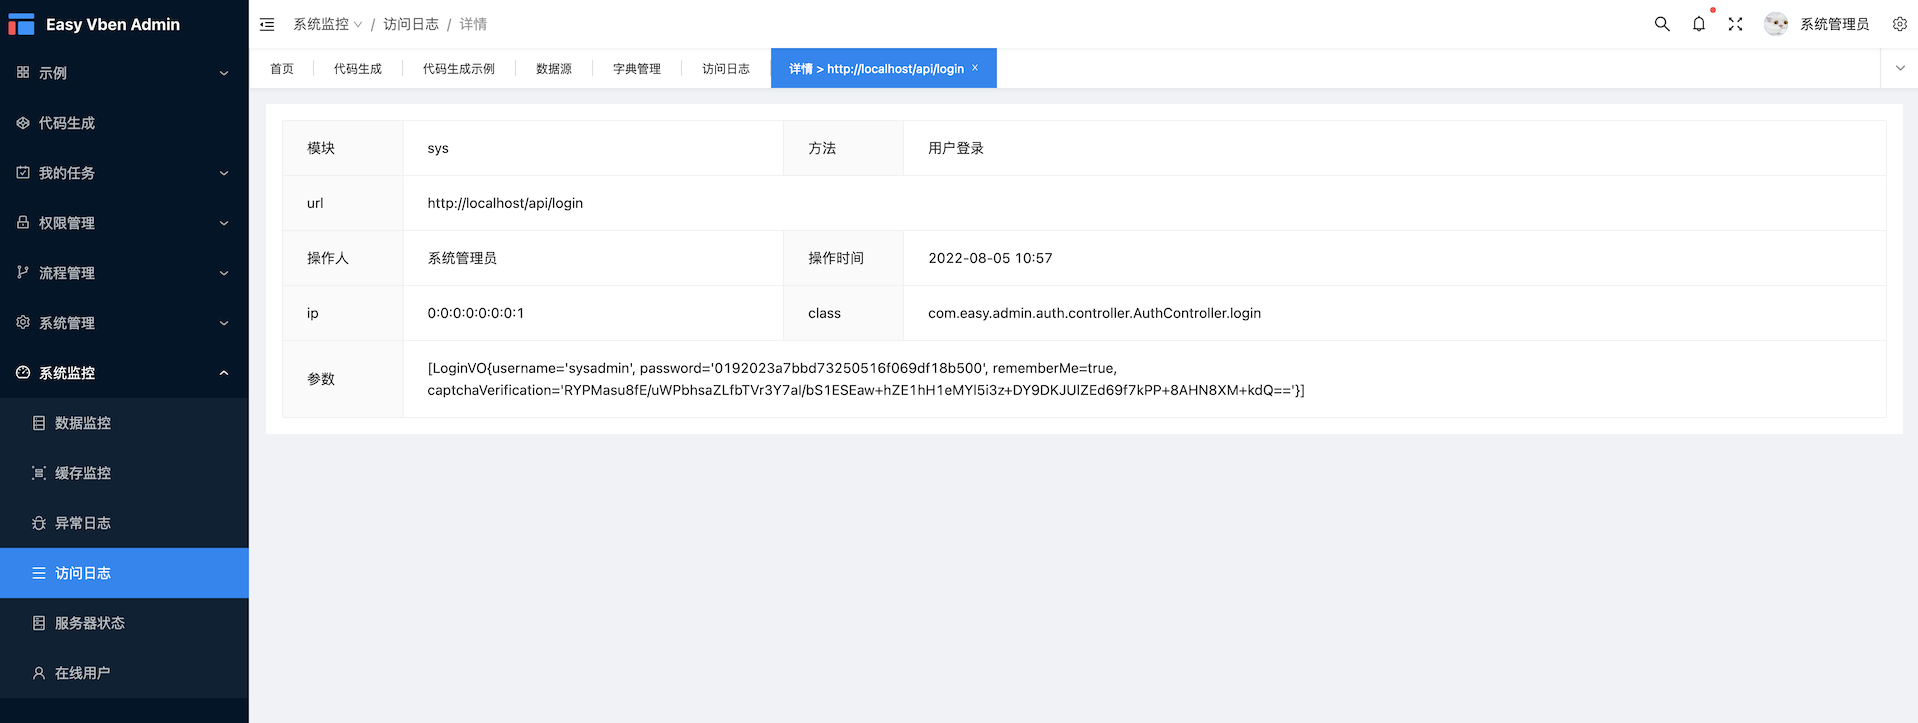 Easy Vben Admin
系统监控 / 访问日志 / 详情
系统管理员
首页
代码生成
代码生成示例
数据源
字典管理
访问日志
详情 > http://localhost/api/login ×
示例
代码生成
我的任务
权限管理
流程管理
系统管理
系统监控
数据监控
缓存监控
异常日志
访问日志
服务器状态
在线用户
模块 sys 方法 用户登录
url http://localhost/api/login
操作人 系统管理员 操作时间 2022-08-05 10:57
ip 0:0:0:0:0:0:0:1 class com.easy.admin.auth.controller.AuthController.login
参数
[LoginVO{username='sysadmin', password='0192023a7bbd73250516f069df18b500', rememberMe=true,
captchaVerification='RYPMasu8fE/uWPbhsaZLfbTVr3Y7al/bS1ESEaw+hZE1hH1eMYl5i3z+DY9DKJUlZEd69f7kPP+8AHN8XM+kdQ=='}]